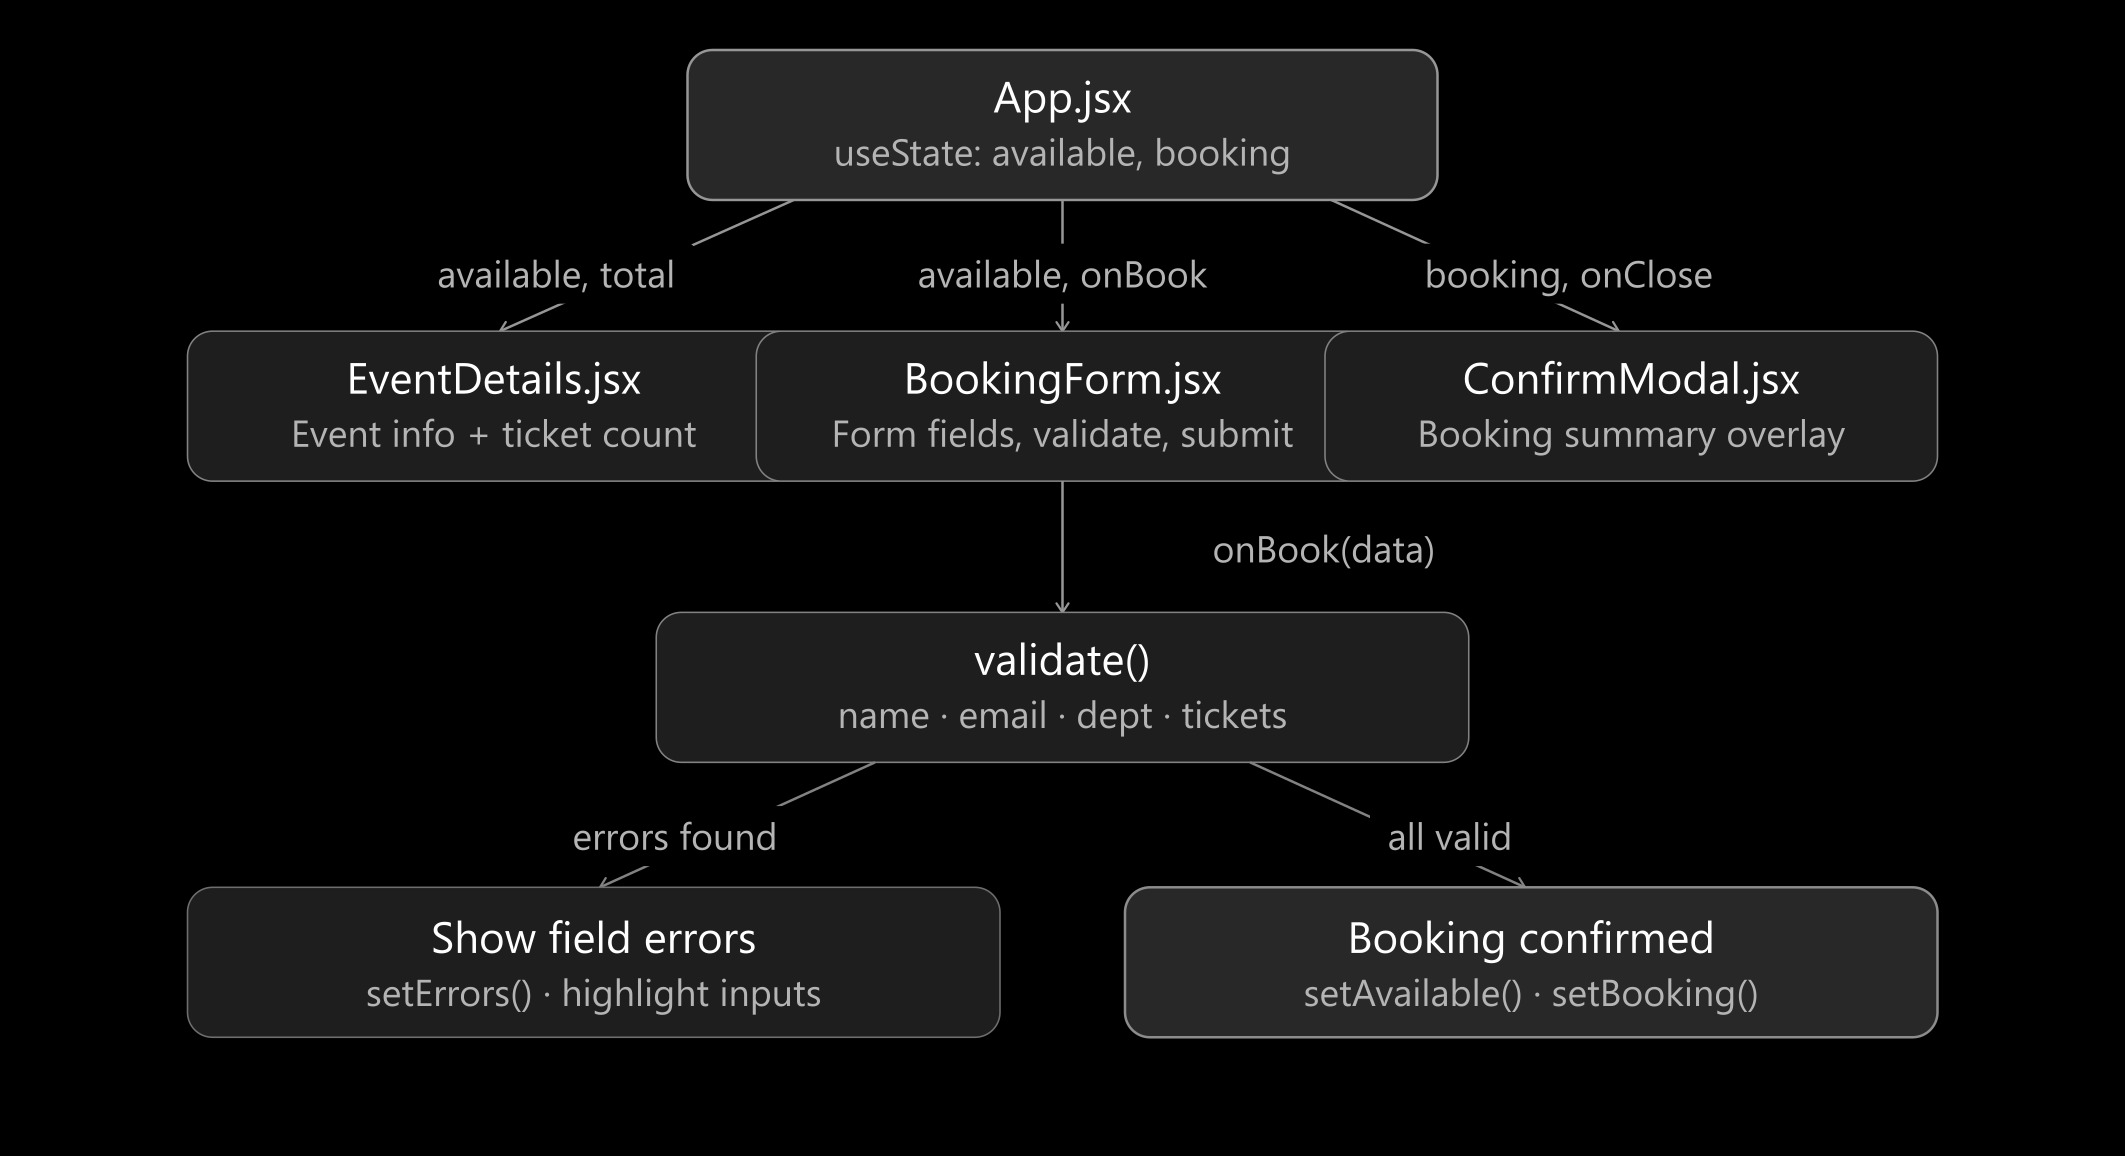 App.jsx
useState: available, booking
available, total
available, onBook
booking, onClose
EventDetails.jsx
Event info + ticket count
BookingForm.jsx
Form fields, validate, submit
ConfirmModal.jsx
Booking summary overlay
onBook(data)
validate()
name · email · dept · tickets
errors found
all valid
Show field errors
setErrors() · highlight inputs
Booking confirmed
setAvailable() · setBooking()